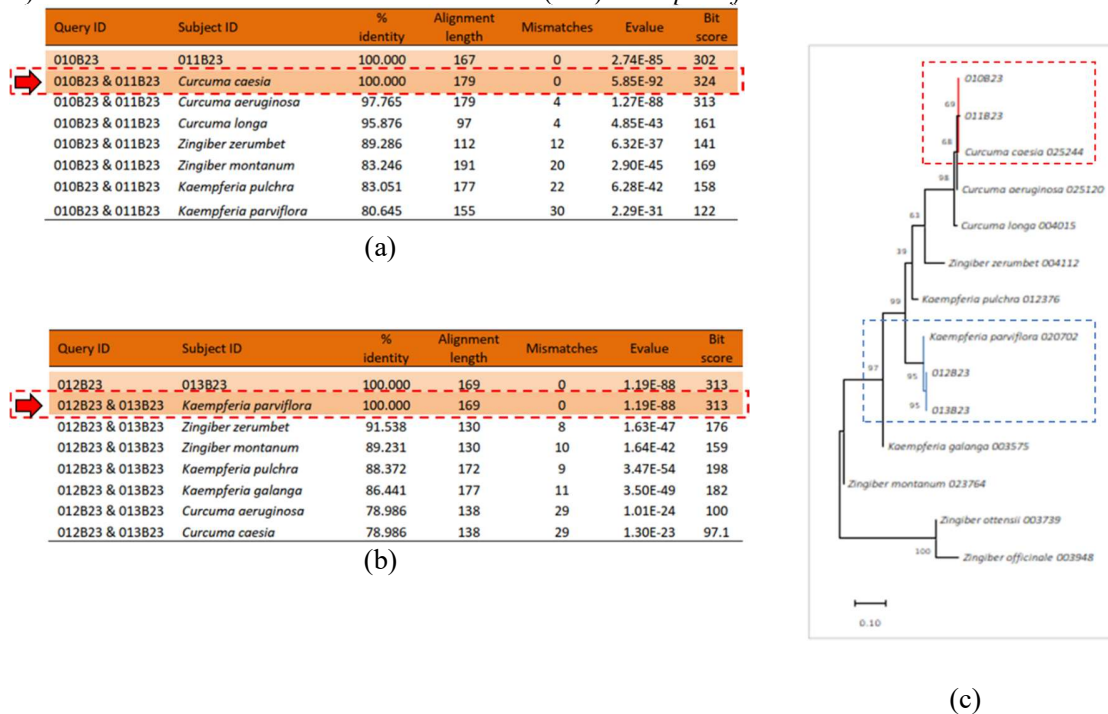 Query ID Subject ID % identity Alignment length Mismatches Evalue Bit score
010B23 011B23 100.000 167 0 2.74E-85 302
010B23 & 011B23 Curcuma caesia 100.000 179 0 5.85E-92 324
010B23 & 011B23 Curcuma aeruginosa 97.765 179 4 1.27E-88 313
010B23 & 011B23 Curcuma longa 95.876 97 4 4.85E-43 161
010B23 & 011B23 Zingiber zerumbet 89.286 112 12 6.32E-37 141
010B23 & 011B23 Zingiber montanum 83.246 191 20 2.90E-45 169
010B23 & 011B23 Kaempferia pulchra 83.051 177 22 6.28E-42 158
010B23 & 011B23 Kaempferia parviflora 80.645 155 30 2.29E-31 122
(a)
Query ID Subject ID % identity Alignment length Mismatches Evalue Bit score
012B23 013B23 100.000 169 0 1.19E-88 313
012B23 & 013B23 Kaempferia parviflora 100.000 169 0 1.19E-88 313
012B23 & 013B23 Zingiber zerumbet 91.538 130 8 1.63E-47 176
012B23 & 013B23 Zingiber montanum 89.231 130 10 1.64E-42 159
012B23 & 013B23 Kaempferia pulchra 88.372 172 9 3.47E-54 198
012B23 & 013B23 Kaempferia galanga 86.441 177 11 3.50E-49 182
012B23 & 013B23 Curcuma aeruginosa 78.986 138 29 1.01E-24 100
012B23 & 013B23 Curcuma caesia 78.986 138 29 1.30E-23 97.1
(b)
010B23
69
011B23
68
Curcuma caesia 025244
98
Curcuma aeruginosa 025120
63
Curcuma longa 004015
39
Zingiber zerumbet 004112
99
Kaempferia pulchra 012376
Kaempferia parviflora 020702
97
95
012B23
95
013B23
Kaempferia galanga 003575
Zingiber montanum 023764
Zingiber ottensii 003739
100
Zingiber officinale 003948
0.10
(c)